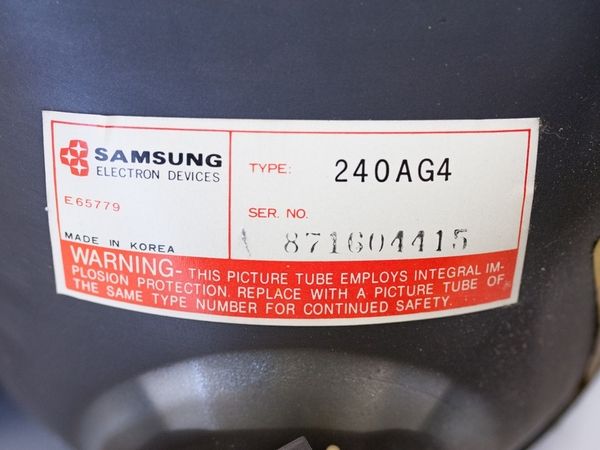 SAMSUNG
ELECTRON DEVICES
E65779
MADE IN KOREA
TYPE: 240AG4
SER. NO.
871604415
WARNING- THIS PICTURE TUBE EMPLOYS INTEGRAL IM-
PLOSION PROTECTION. REPLACE WITH A PICTURE TUBE OF
THE SAME TYPE NUMBER FOR CONTINUED SAFETY.